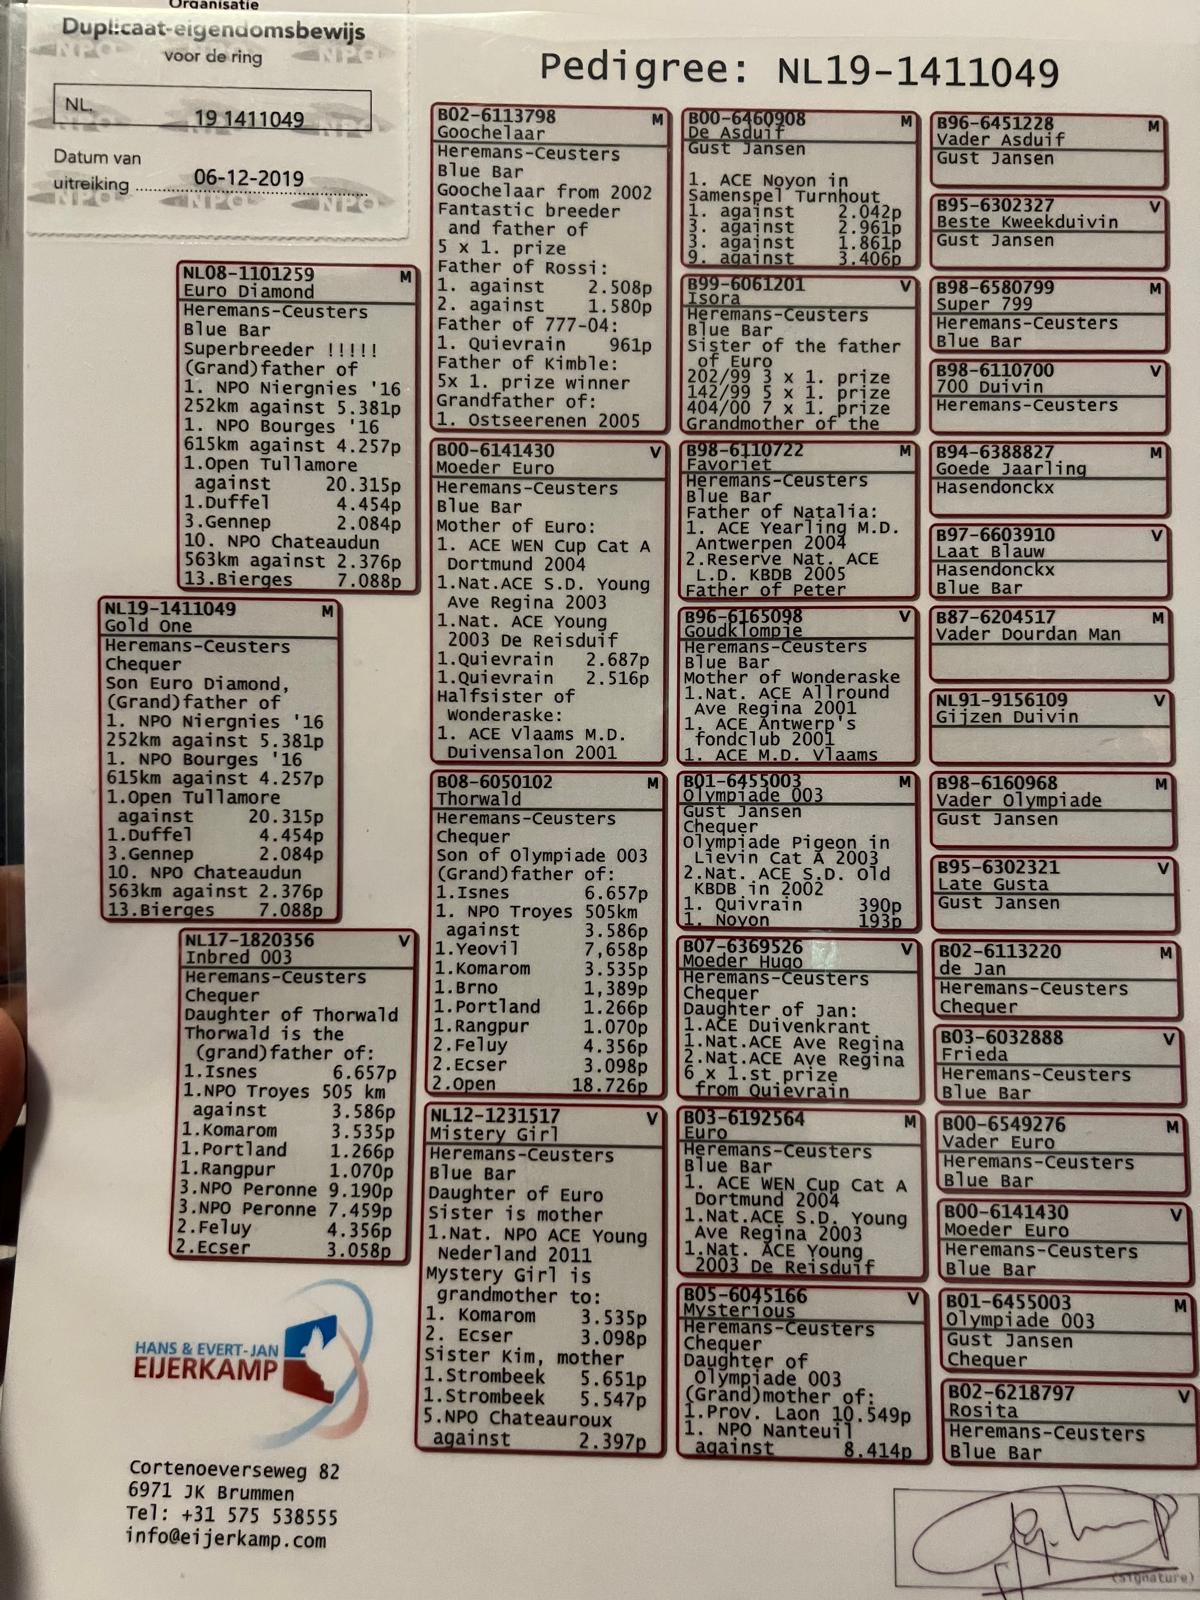 Organisatie
Duplicaat-eigendomsbewijs
voor de ring
NL. 19 1411049
Datum van
uitreiking 06-12-2019
Pedigree: NL19-1411049
NL08-1101259 M
Euro Diamond
Heremans-Ceusters
Blue Bar
Superbreeder !!!!!
(Grand)father of
1. NPO Niergnies '16
252km against 5.381p
1. NPO Bourges '16
615km against 4.257p
1.Open Tullamore
against 20.315p
1.Duffel 4.454p
3.Gennep 2.084p
10. NPO Chateaudun
563km against 2.376p
13.Bierges 7.088p
NL19-1411049 M
Gold One
Heremans-Ceusters
Chequer
Son Euro Diamond,
(Grand)father of
1. NPO Niergnies '16
252km against 5.381p
1. NPO Bourges '16
615km against 4.257p
1.Open Tullamore
against 20.315p
1.Duffel 4.454p
3.Gennep 2.084p
10. NPO Chateaudun
563km against 2.376p
13.Bierges 7.088p
NL17-1820356 V
Inbred 003
Heremans-Ceusters
Chequer
Daughter of Thorwald
Thorwald is the
(grand)father of:
1.Isnes 6.657p
1.NPO Troyes 505 km
against 3.586p
1.Komarom 3.535p
1.Portland 1.266p
1.Rangpur 1.070p
3.NPO Peronne 9.190p
3.NPO Peronne 7.459p
2.Feluy 4.356p
2.Ecser 3.058p
HANS & EVERT-JAN
EIJERKAMP
Cortenoeverseweg 82
6971 JK Brummen
Tel: +31 575 538555
info@eijerkamp.com
B02-6113798 M
Goochelaar
Heremans-Ceusters
Blue Bar
Goochelaar from 2002
Fantastic breeder
and father of
5 x 1. prize
Father of Rossi:
1. against 2.508p
2. against 1.580p
Father of 777-04:
1. Quievrain 961p
Father of Kimble:
5x 1. prize winner
Grandfather of:
1. Ostseerenen 2005
B00-6141430 V
Moeder Euro
Heremans-Ceusters
Blue Bar
Mother of Euro:
1. ACE WEN Cup Cat A
Dortmund 2004
1.Nat.ACE S.D. Young
Ave Regina 2003
1.Nat. ACE Young
2003 De Reisduif
1.Quievrain 2.687p
1.Quievrain 2.516p
Halfsister of
Wonderaske:
1. ACE Vlaams M.D.
Duivensalon 2001
B08-6050102 M
Thorwald
Heremans-Ceusters
Chequer
Son of Olympiade 003
(Grand)father of:
1.Isnes 6.657p
1. NPO Troyes 505km
against 3.586p
1.Yeovil 7,658p
1.Komarom 3.535p
1.Brno 1,389p
1.Portland 1.266p
1.Rangpur 1.070p
2.Feluy 4.356p
2.Ecser 3.098p
2.Open 18.726p
NL12-1231517 V
Mistery Girl
Heremans-Ceusters
Blue Bar
Daughter of Euro
Sister is mother
1.Nat. NPO ACE Young
Nederland 2011
Mystery Girl is
grandmother to:
1. Komarom 3.535p
2. Ecser 3.098p
Sister Kim, mother
1.Strombeek 5.651p
1.Strombeek 5.547p
5.NPO Chateauroux
against 2.397p
B00-6460908 M
De Asduif
Gust Jansen
1. ACE Noyon in
Samenspel Turnhout
1. against 2.042p
3. against 2.961p
3. against 1.861p
9. against 3.406p
B99-6061201 V
Isora
Heremans-Ceusters
Blue Bar
Sister of the father
of Euro
202/99 3 x 1. prize
142/99 5 x 1. prize
404/00 7 x 1. prize
Grandmother of the
B98-6110722 M
Favoriet
Heremans-Ceusters
Blue Bar
Father of Natalia:
1. ACE Yearling M.D.
Antwerpen 2004
2.Reserve Nat. ACE
L.D. KBDB 2005
Father of Peter
B96-6165098 V
Goudklompje
Heremans-Ceusters
Blue Bar
Mother of Wonderaske
1.Nat. ACE Allround
Ave Regina 2001
1. ACE Antwerp's
fondclub 2001
1. ACE M.D. Vlaams
B01-6455003 M
Olympiade 003
Gust Jansen
Chequer
Olympiade Pigeon in
Lievin Cat A 2003
2.Nat. ACE S.D. Old
KBDB in 2002
1. Quivrain 390p
1. Noyon 193p
B07-6369526 V
Moeder Hugo
Heremans-Ceusters
Chequer
Daughter of Jan:
1.ACE Duivenkrant
1.Nat.ACE Ave Regina
2.Nat.ACE Ave Regina
6 x 1.st prize
from Quievrain
B03-6192564 M
Euro
Heremans-Ceusters
Blue Bar
1. ACE WEN Cup Cat A
Dortmund 2004
1.Nat.ACE S.D. Young
Ave Regina 2003
1.Nat. ACE Young
2003 De Reisduif
B05-6045166 V
Mysterious
Heremans-Ceusters
Chequer
Daughter of
Olympiade 003
(Grand)mother of:
1.Prov. Laon 10.549p
1. NPO Nanteuil
against 8.414p
B96-6451228 M
Vader Asduif
Gust Jansen
B95-6302327 V
Beste Kweekduivin
Gust Jansen
B98-6580799 M
Super 799
Heremans-Ceusters
Blue Bar
B98-6110700 V
700 Duivin
Heremans-Ceusters
B94-6388827 M
Goede Jaarling
Hasendonckx
B97-6603910 V
Laat Blauw
Hasendonckx
Blue Bar
B87-6204517 M
Vader Dourdan Man
NL91-9156109 V
Gijzen Duivin
B98-6160968 M
Vader Olympiade
Gust Jansen
B95-6302321 V
Late Gusta
Gust Jansen
B02-6113220 M
de Jan
Heremans-Ceusters
Chequer
B03-6032888 V
Frieda
Heremans-Ceusters
Blue Bar
B00-6549276 M
Vader Euro
Heremans-Ceusters
Blue Bar
B00-6141430 V
Moeder Euro
Heremans-Ceusters
Blue Bar
B01-6455003 M
Olympiade 003
Gust Jansen
Chequer
B02-6218797 V
Rosita
Heremans-Ceusters
Blue Bar
(Signature)